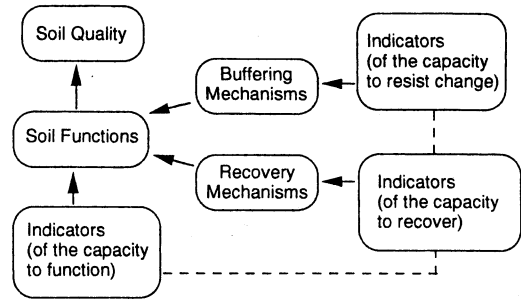 Soil Quality
Indicators
(of the capacity
to resist change)
Buffering
Mechanisms
Soil Functions
Recovery
Mechanisms
Indicators
(of the capacity
to recover)
Indicators
(of the capacity
to function)